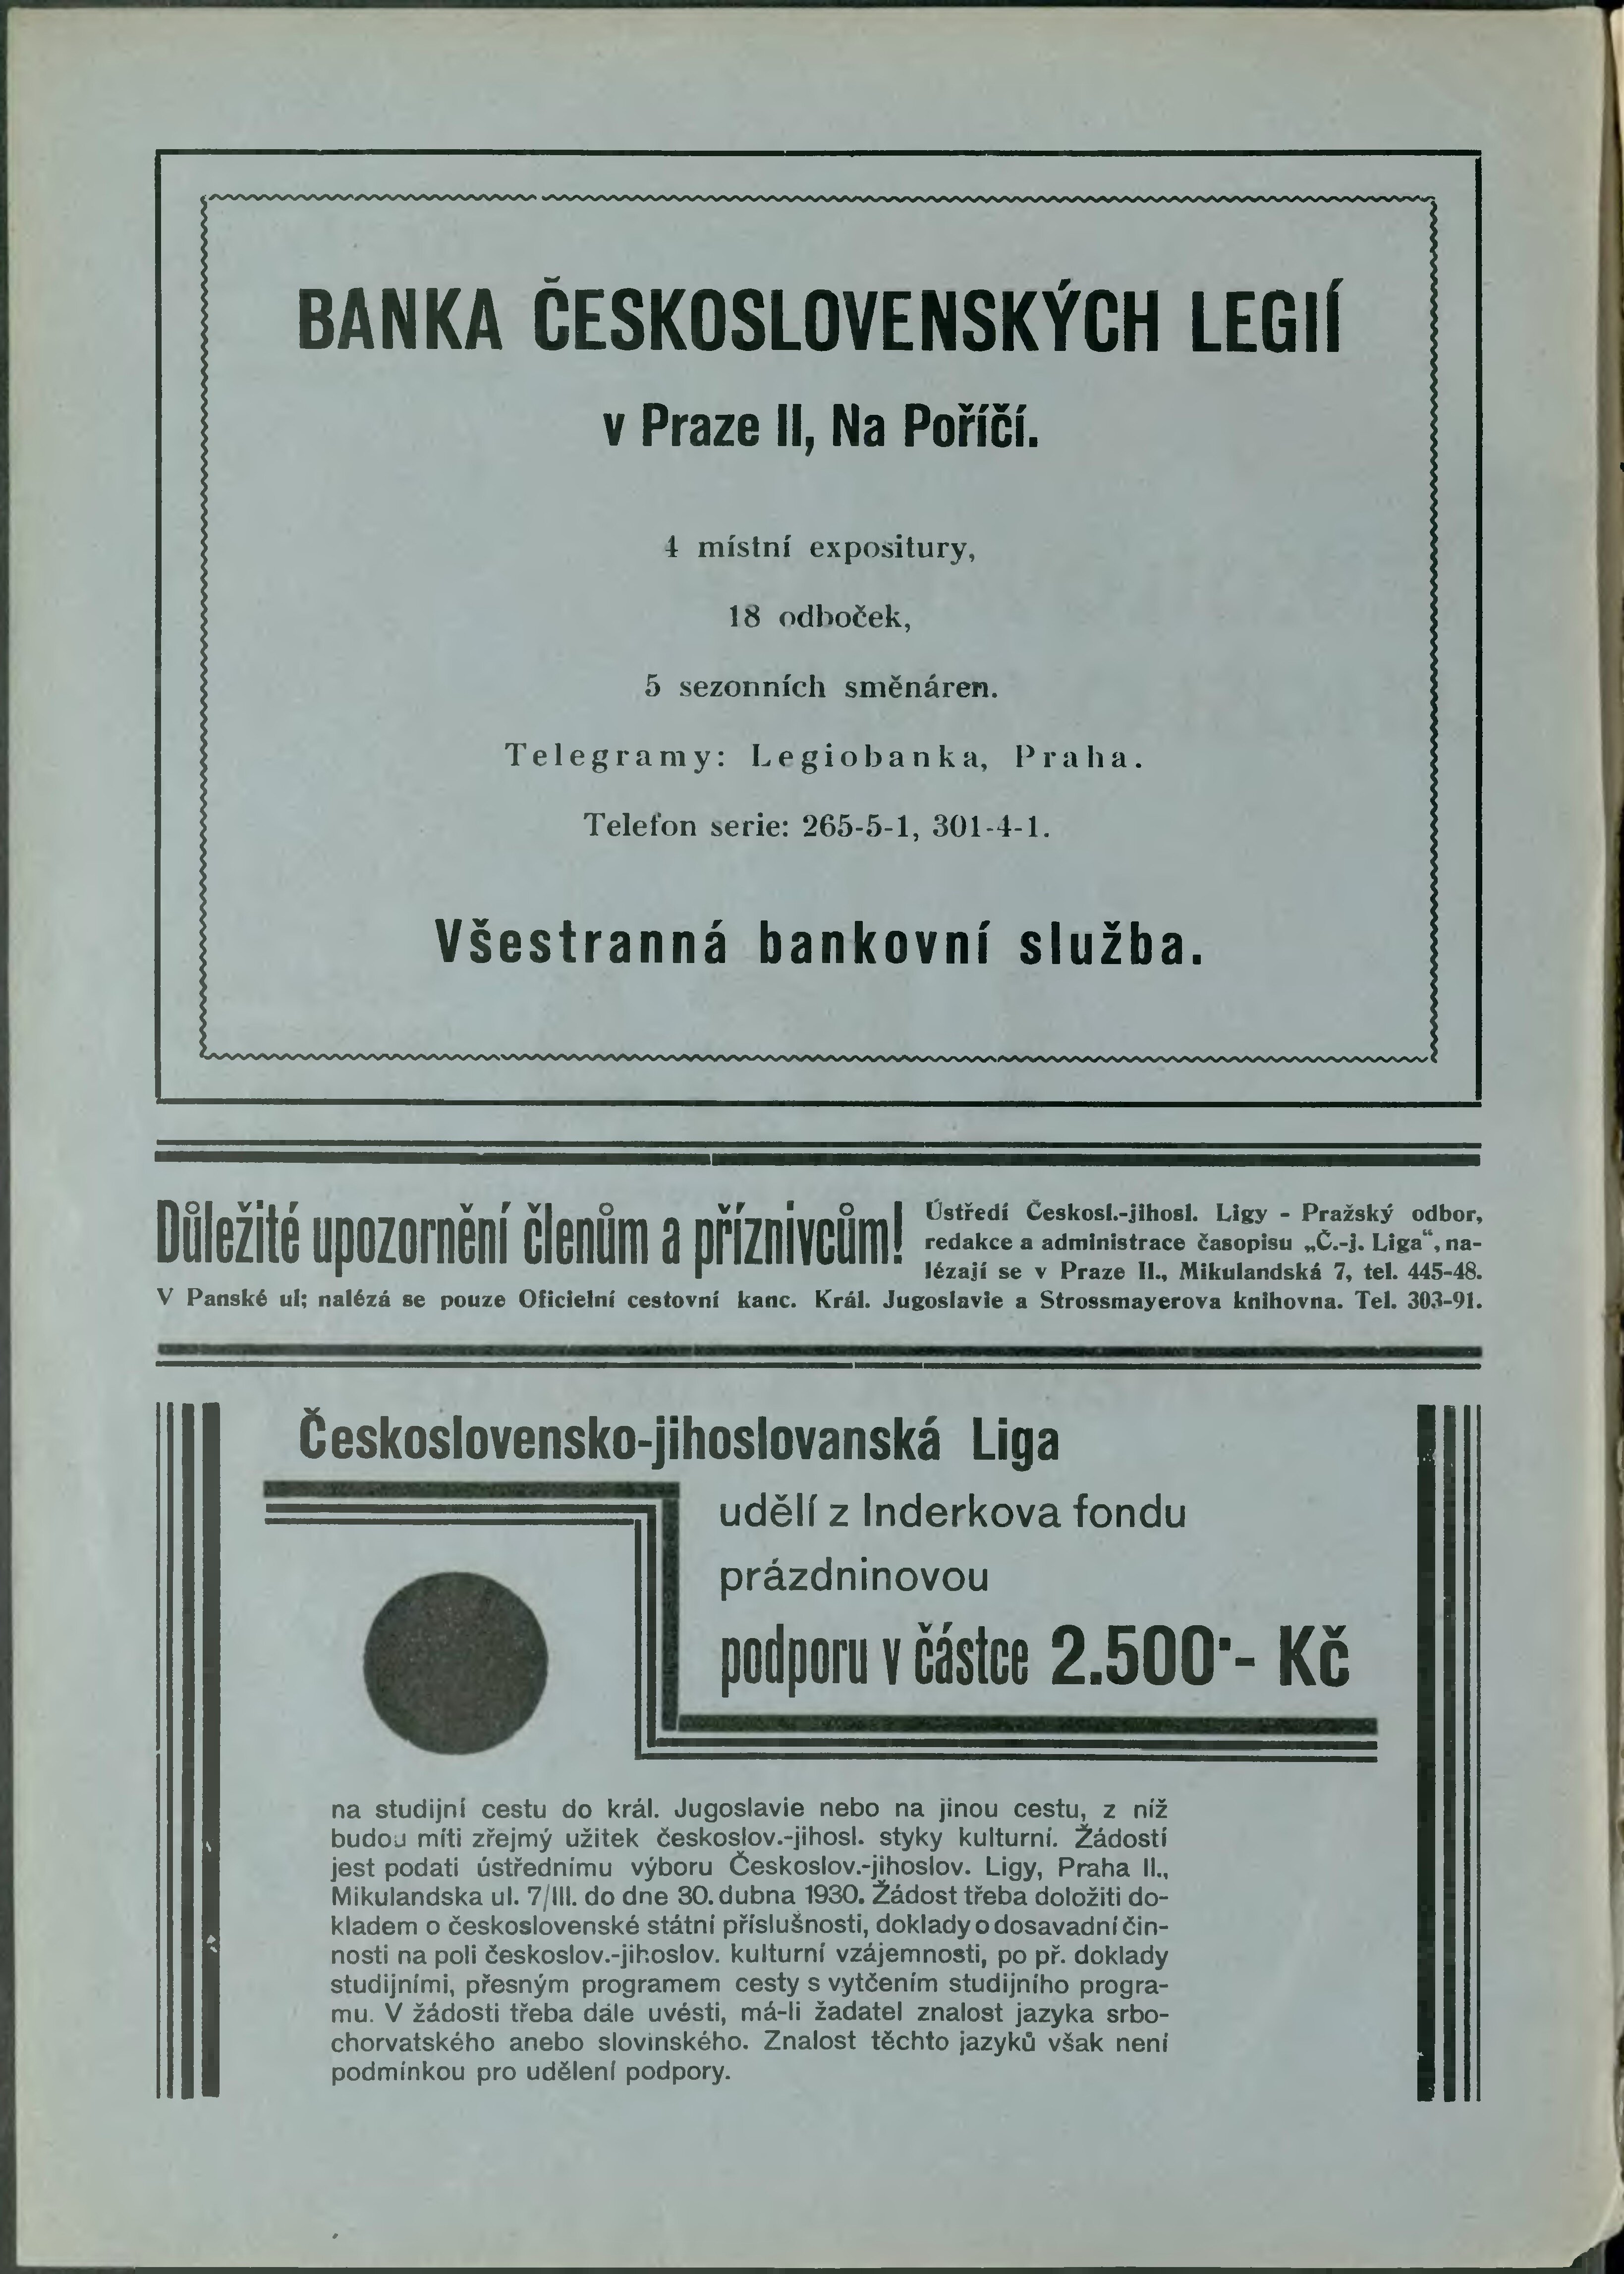 BANKA ČESKOSLOVENSKÝCH LEGIÍ
v Praze II, Na Poříčí.
4 místní expositury,
18 odboček,
5 sezonních směnáren.
Telegramy: Legiobanka, Praha.
Telefon serie: 265-5-1, 301-4-1.
Všestranná bankovní služba.
Důležité upozornění členům a příznivcům!
Ústředí Českosl.-jihosl. Ligy - Pražský odbor,
redakce a administrace časopisu „Č.-j. Liga“, na-
lézají se v Praze II., Mikulandská 7, tel. 445-48.
V Panské ul; nalézá se pouze Oficielní cestovní kanc. Král. Jugoslavie a Strossmayerova knihovna. Tel. 303-91.
Československo-jihoslovanská Liga
udělí z Inderkova fondu
prázdninovou
podporu v částce 2.500·- Kč
na studijní cestu do král. Jugoslavie nebo na jinou cestu, z níž
budou míti zřejmý užitek českoslov.-jihosl. styky kulturní. Žádostí
jest podati ústřednímu výboru Českoslov.-jihoslov. Ligy, Praha II.,
Mikulandska ul. 7/III. do dne 30. dubna 1930. Žádost třeba doložiti do-
kladem o československé státní příslušnosti, doklady o dosavadní čin-
nosti na poli českoslov.-jihoslov. kulturní vzájemnosti, po př. doklady
studijními, přesným programem cesty s vytčením studijního progra-
mu. V žádosti třeba dále uvésti, má-li žadatel znalost jazyka srbo-
chorvatského anebo slovinského. Znalost těchto jazyků však není
podmínkou pro udělení podpory.